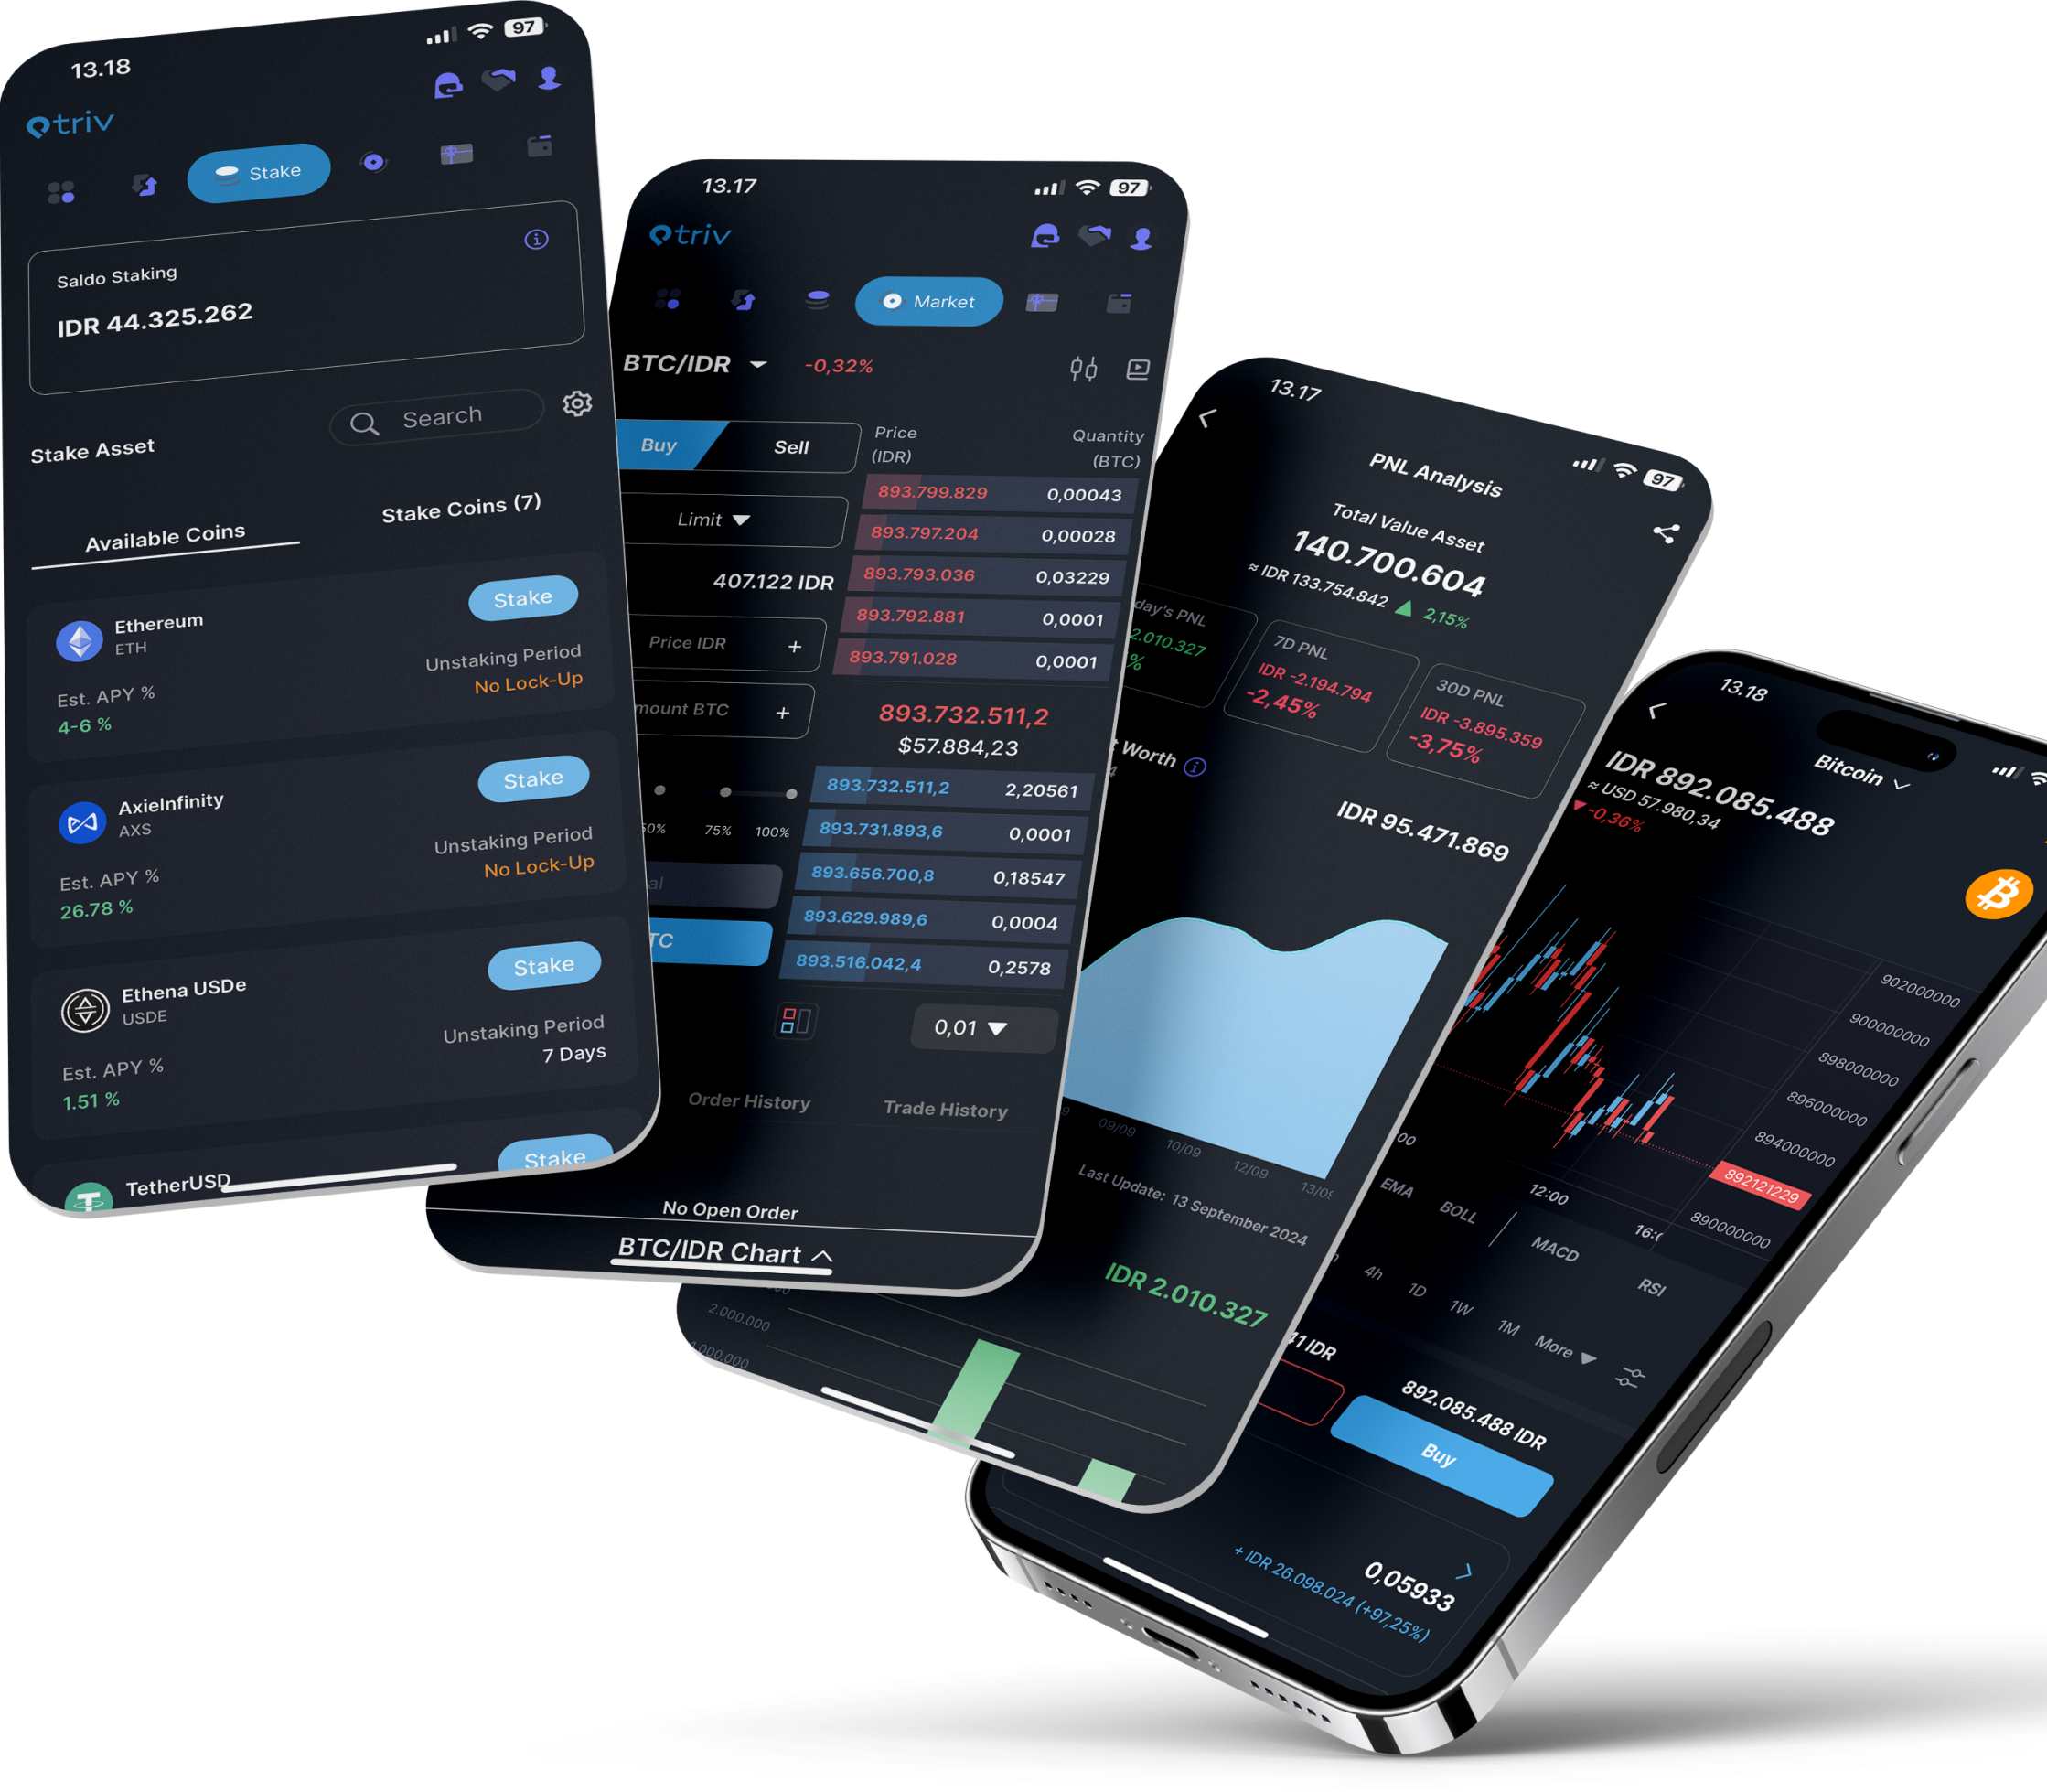 13.18
97
triv
Stake
Saldo Staking
IDR 44.325.262
Stake Asset
Search
Available Coins
Stake Coins (7)
Ethereum
ETH
Stake
Est. APY %
4-6 %
Unstaking Period
No Lock-Up
AxieInfinity
AXS
Stake
Est. APY %
26.78 %
Unstaking Period
No Lock-Up
Ethena USDe
USDE
Stake
Est. APY %
1.51 %
Unstaking Period
7 Days
TetherUSD
Stake
13.17
97
triv
Market
BTC/IDR
-0,32%
Buy
Sell
Limit
407.122 IDR
Price IDR +
BTC +
75%
100%
Price
(IDR)
Quantity
(BTC)
893.799.829 0,00043
893.797.204 0,00028
893.793.036 0,03229
893.792.881 0,0001
893.791.028 0,0001
893.732.511,2
$57.884,23
893.732.511,2 2,20561
893.731.893,6 0,0001
893.656.700,8 0,18547
893.629.989,6 0,0004
893.516.042,4 0,2578
0,01
Order History
Trade History
No Open Order
BTC/IDR Chart
13.17
97
PNL Analysis
Total Value Asset
140.700.604
≈ IDR 133.754.842 2,15%
day's PNL
2.010.327
%
7D PNL
IDR -2.194.794
-2,45%
30D PNL
IDR -3.895.359
-3,75%
Worth
IDR 95.471.869
09/09
10/09
12/09
13/09
Last Update: 13 September 2024
IDR 2.010.327
2.000.000
1.000.000
13.18
Bitcoin
IDR 892.085.488
≈ USD 57.980,34
-0,36%
902000000
900000000
898000000
896000000
894000000
892121229
890000000
12:00
16:
EMA
BOLL
MACD
RSI
4h
1D
1W
1M
More
41 IDR
892.085.488 IDR
Buy
0,05933
+ IDR 26.098.024 (+97,25%)